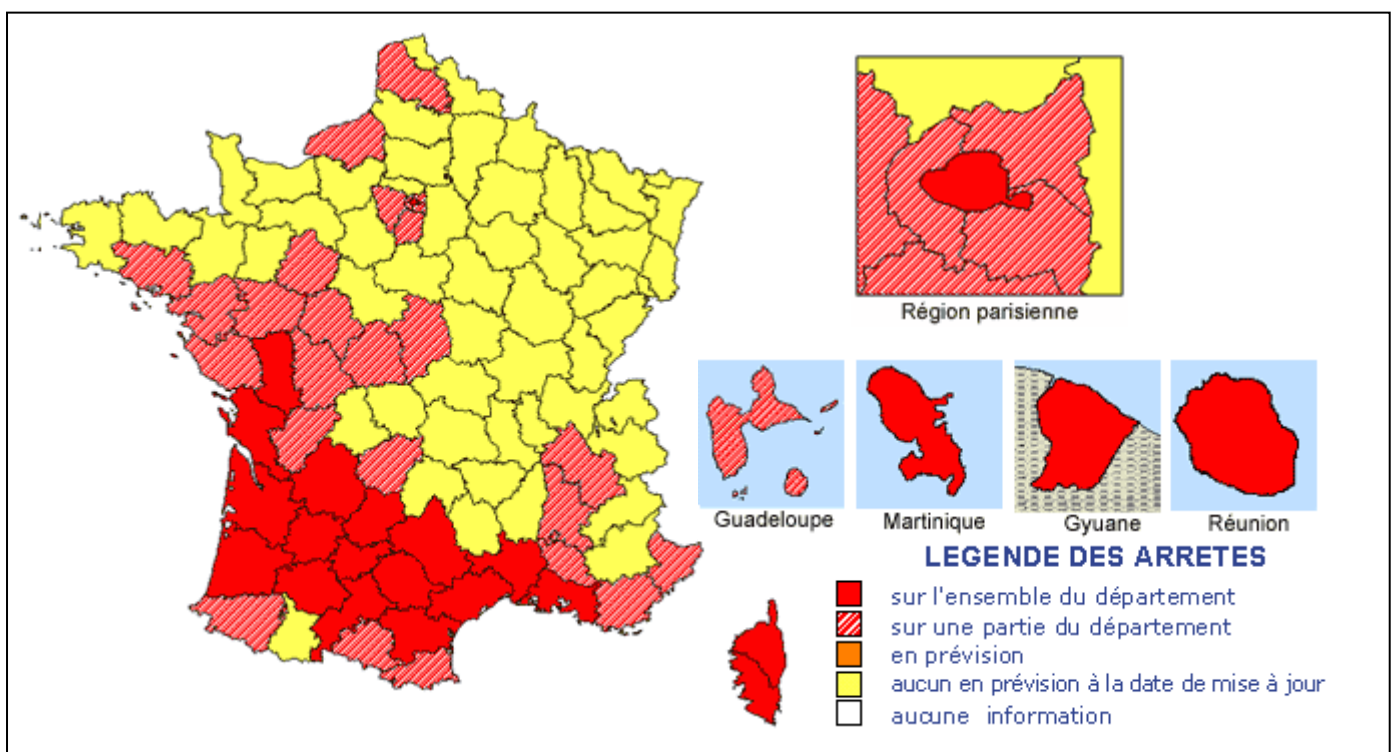 Région parisienne
Guadeloupe
Martinique
Gyuane
Réunion
LEGENDE DES ARRETES
sur l'ensemble du département
sur une partie du département
en prévision
aucun en prévision à la date de mise à jour
aucune information